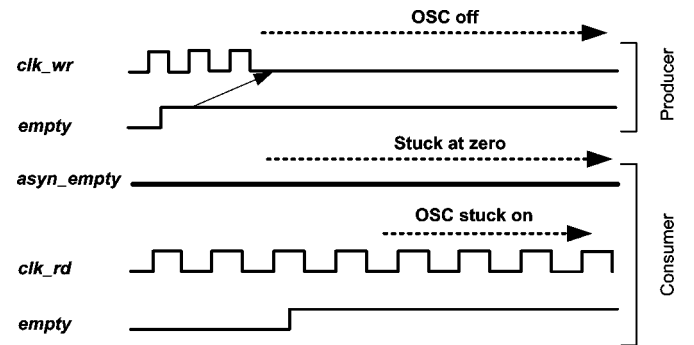 OSC off
clk_wr
empty
Producer
Stuck at zero
asyn_empty
OSC stuck on
clk_rd
empty
Consumer